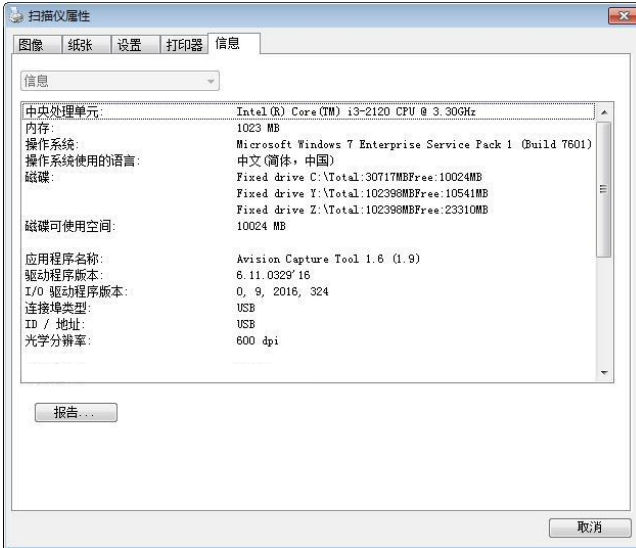 扫描仪属性
图像 纸张 设置 打印器 信息
信息
中央处理单元: Intel(R) Core(TM) i3-2120 CPU @ 3.30GHz
内存: 1023 MB
操作系统: Microsoft Windows 7 Enterprise Service Pack 1 (Build 7601)
操作系统使用的语言: 中文(简体，中国)
磁碟: Fixed drive C:\Total:30717MBFree:10024MB
Fixed drive Y:\Total:102398MBFree:10541MB
Fixed drive Z:\Total:102398MBFree:23310MB
磁碟可使用空间: 10024 MB
应用程序名称: Avision Capture Tool 1.6 (1.9)
驱动程序版本: 6.11.0329'16
I/O 驱动程序版本: 0, 9, 2016, 324
连接埠类型: USB
ID / 地址: USB
光学分辨率: 600 dpi
报告...
取消